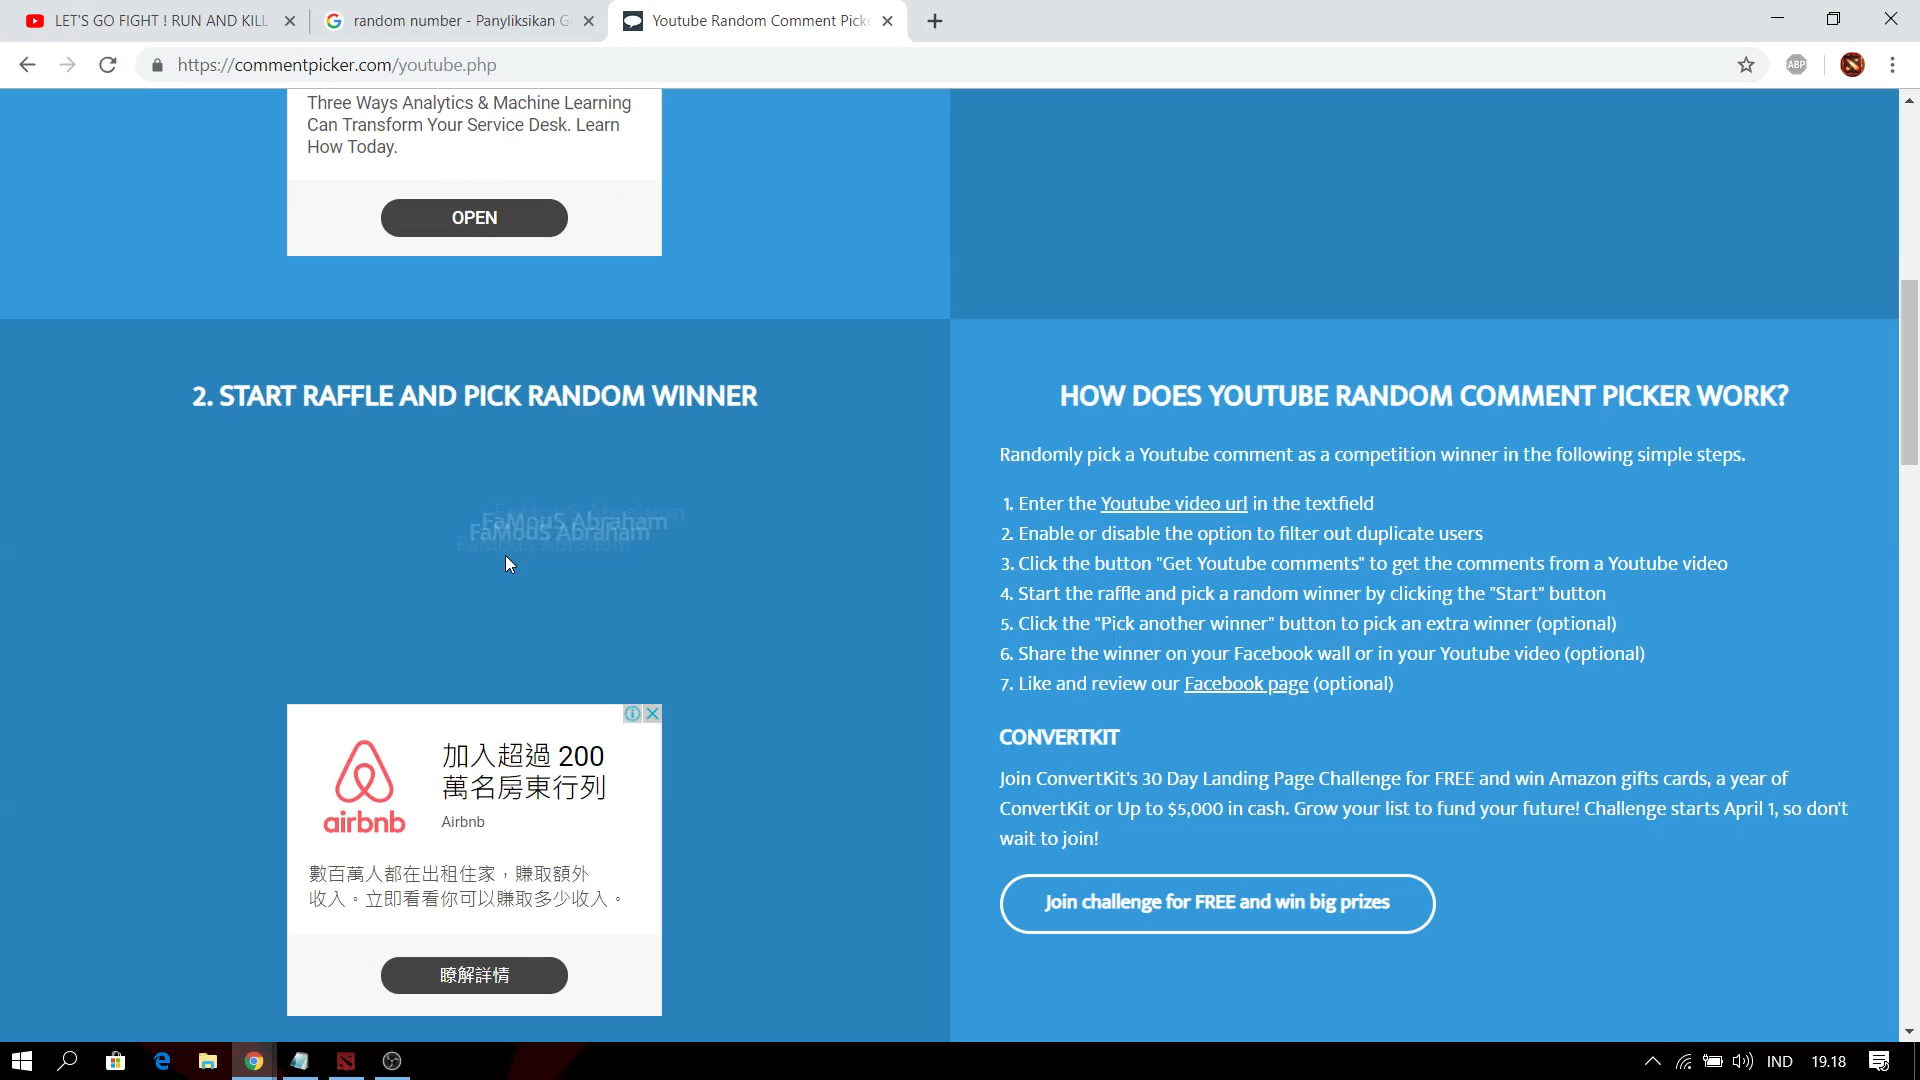 LET'S GO FIGHT ! RUN AND KILL
random number - Panyliksikan G
Youtube Random Comment Picke
https://commentpicker.com/youtube.php
ABP
Three Ways Analytics & Machine Learning
Can Transform Your Service Desk. Learn
How Today.
OPEN
2. START RAFFLE AND PICK RANDOM WINNER
FaMouS Abraham
FaMouS Abraham
FaMouS Abraham
FaMouS Abraham
加入超過 200
萬名房東行列
airbnb
Airbnb
數百萬人都在出租住家，賺取額外
收入。立即看看你可以賺取多少收入。
瞭解詳情
HOW DOES YOUTUBE RANDOM COMMENT PICKER WORK?
Randomly pick a Youtube comment as a competition winner in the following simple steps.
1. Enter the Youtube video url in the textfield
2. Enable or disable the option to filter out duplicate users
3. Click the button "Get Youtube comments" to get the comments from a Youtube video
4. Start the raffle and pick a random winner by clicking the "Start" button
5. Click the "Pick another winner" button to pick an extra winner (optional)
6. Share the winner on your Facebook wall or in your Youtube video (optional)
7. Like and review our Facebook page (optional)
CONVERTKIT
Join ConvertKit's 30 Day Landing Page Challenge for FREE and win Amazon gifts cards, a year of
ConvertKit or Up to $5,000 in cash. Grow your list to fund your future! Challenge starts April 1, so don't
wait to join!
Join challenge for FREE and win big prizes
IND
19.18